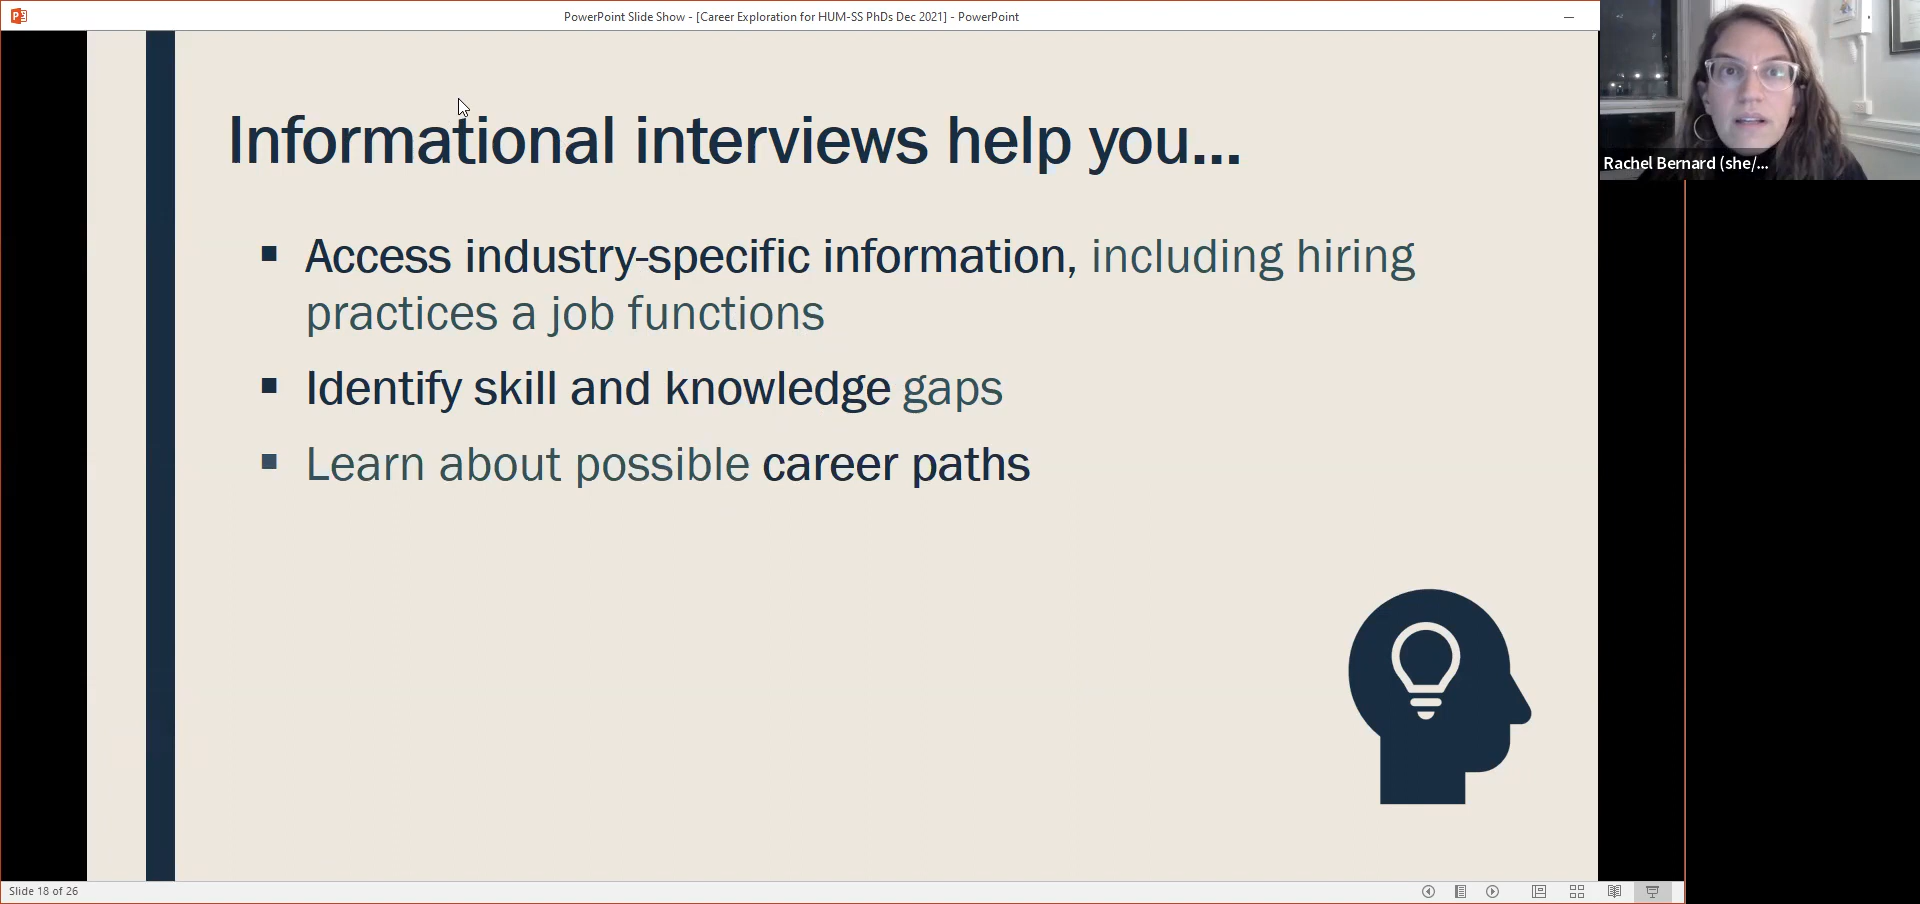 PowerPoint Slide Show - [Career Exploration for HUM-SS PhDs Dec 2021] - PowerPoint
Rachel Bernard (she/...
Informational interviews help you...
▪ Access industry-specific information, including hiring
practices a job functions
▪ Identify skill and knowledge gaps
▪ Learn about possible career paths
Slide 18 of 26